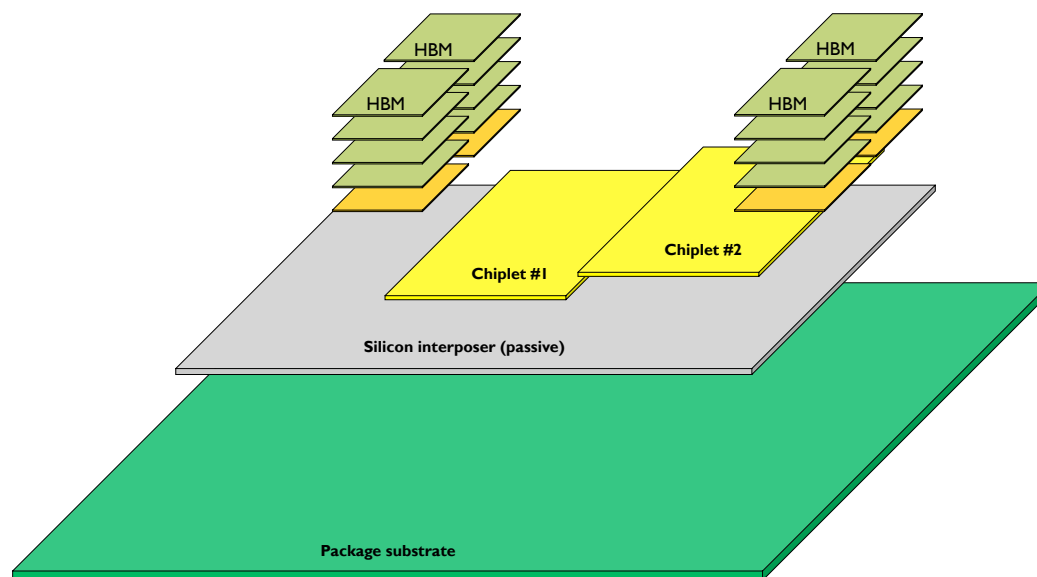 HBM
HBM
HBM
HBM
Chiplet #2
Chiplet #1
Silicon interposer (passive)
Package substrate